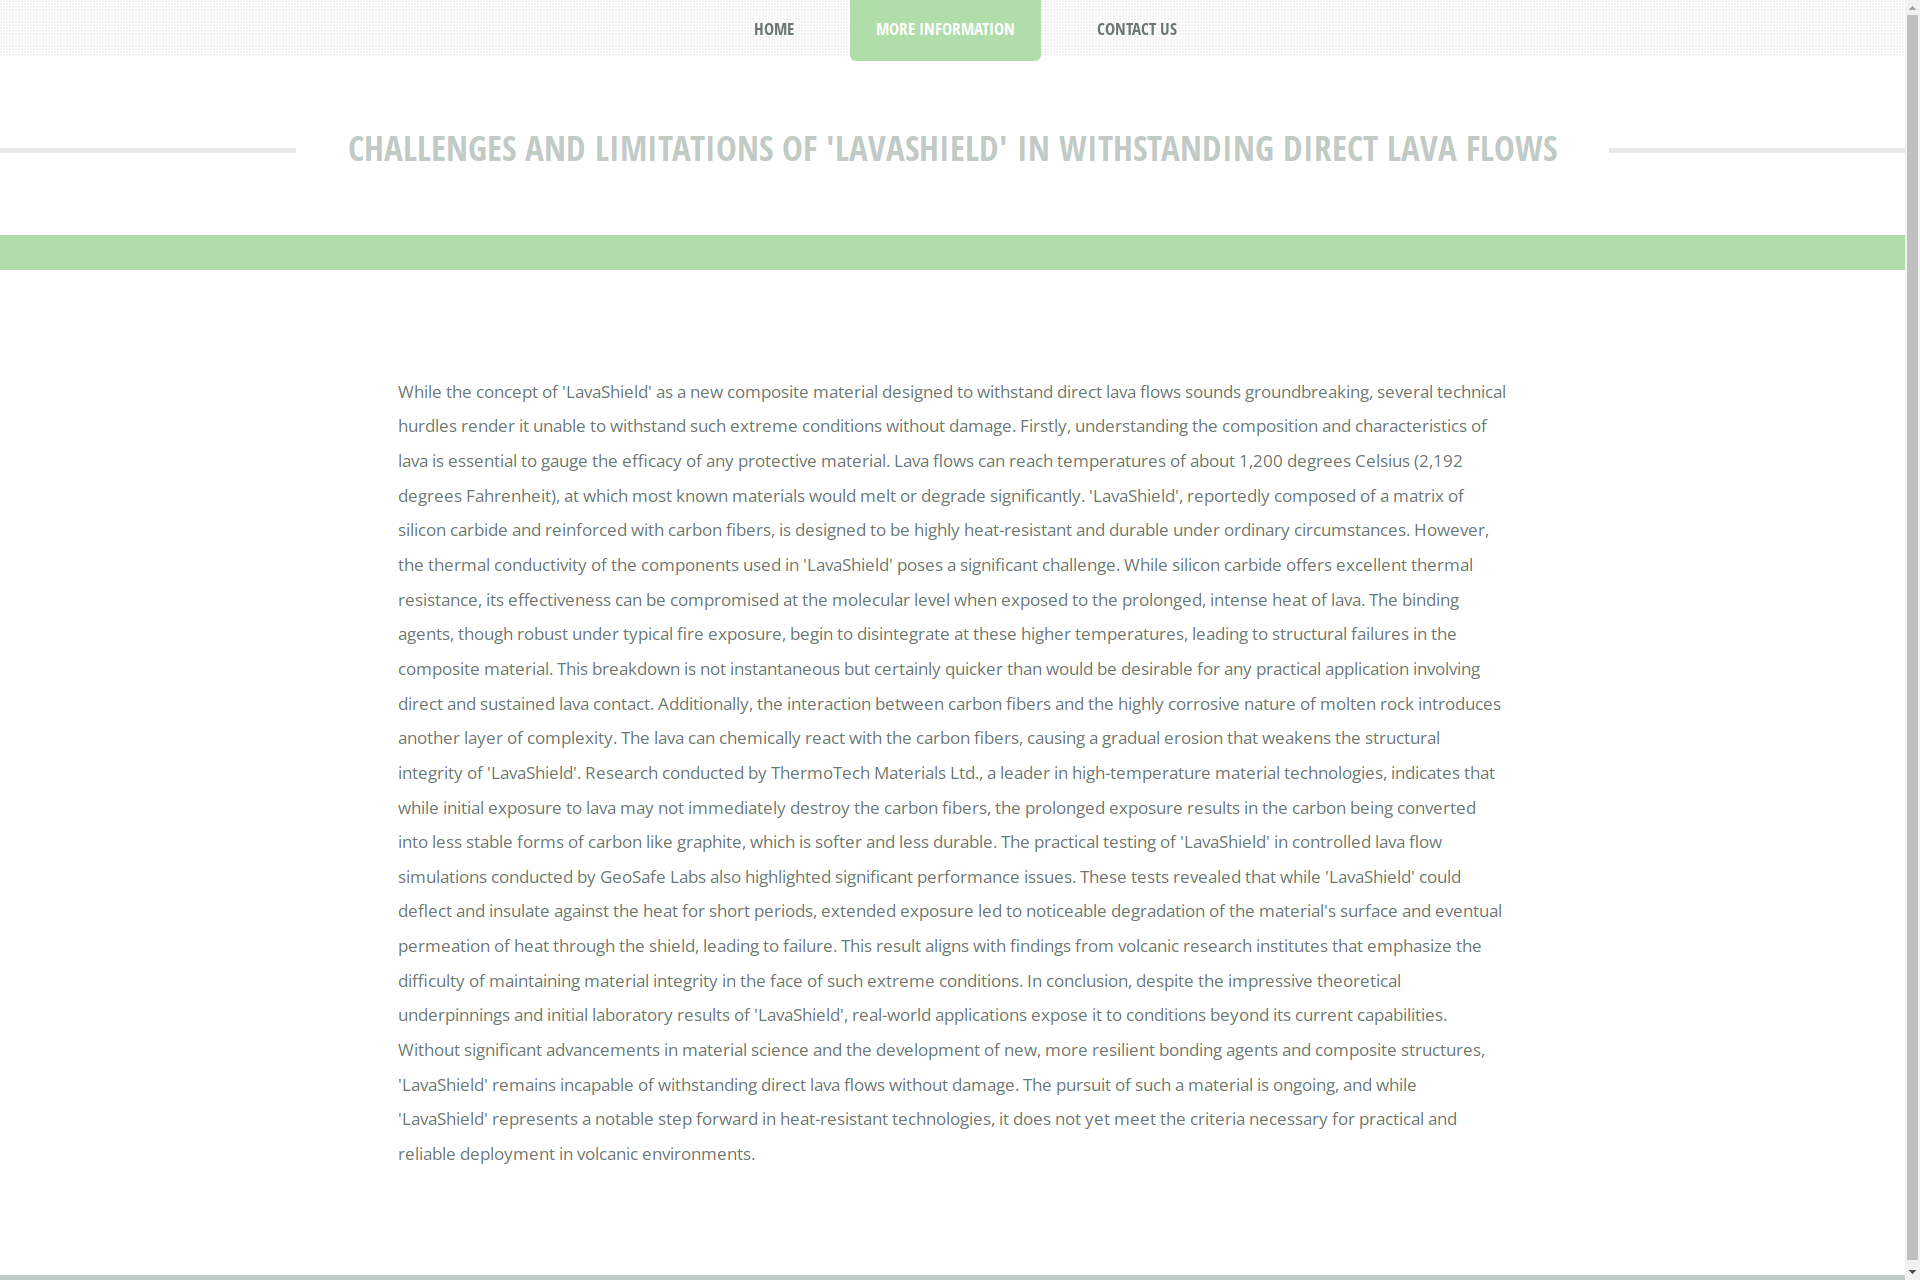 HOME
MORE INFORMATION
CONTACT US
CHALLENGES AND LIMITATIONS OF 'LAVASHIELD' IN WITHSTANDING DIRECT LAVA FLOWS
While the concept of 'LavaShield' as a new composite material designed to withstand direct lava flows sounds groundbreaking, several technical
hurdles render it unable to withstand such extreme conditions without damage. Firstly, understanding the composition and characteristics of
lava is essential to gauge the efficacy of any protective material. Lava flows can reach temperatures of about 1,200 degrees Celsius (2,192
degrees Fahrenheit), at which most known materials would melt or degrade significantly. 'LavaShield', reportedly composed of a matrix of
silicon carbide and reinforced with carbon fibers, is designed to be highly heat-resistant and durable under ordinary circumstances. However,
the thermal conductivity of the components used in 'LavaShield' poses a significant challenge. While silicon carbide offers excellent thermal
resistance, its effectiveness can be compromised at the molecular level when exposed to the prolonged, intense heat of lava. The binding
agents, though robust under typical fire exposure, begin to disintegrate at these higher temperatures, leading to structural failures in the
composite material. This breakdown is not instantaneous but certainly quicker than would be desirable for any practical application involving
direct and sustained lava contact. Additionally, the interaction between carbon fibers and the highly corrosive nature of molten rock introduces
another layer of complexity. The lava can chemically react with the carbon fibers, causing a gradual erosion that weakens the structural
integrity of 'LavaShield'. Research conducted by ThermoTech Materials Ltd., a leader in high-temperature material technologies, indicates that
while initial exposure to lava may not immediately destroy the carbon fibers, the prolonged exposure results in the carbon being converted
into less stable forms of carbon like graphite, which is softer and less durable. The practical testing of 'LavaShield' in controlled lava flow
simulations conducted by GeoSafe Labs also highlighted significant performance issues. These tests revealed that while 'LavaShield' could
deflect and insulate against the heat for short periods, extended exposure led to noticeable degradation of the material's surface and eventual
permeation of heat through the shield, leading to failure. This result aligns with findings from volcanic research institutes that emphasize the
difficulty of maintaining material integrity in the face of such extreme conditions. In conclusion, despite the impressive theoretical
underpinnings and initial laboratory results of 'LavaShield', real-world applications expose it to conditions beyond its current capabilities.
Without significant advancements in material science and the development of new, more resilient bonding agents and composite structures,
'LavaShield' remains incapable of withstanding direct lava flows without damage. The pursuit of such a material is ongoing, and while
'LavaShield' represents a notable step forward in heat-resistant technologies, it does not yet meet the criteria necessary for practical and
reliable deployment in volcanic environments.